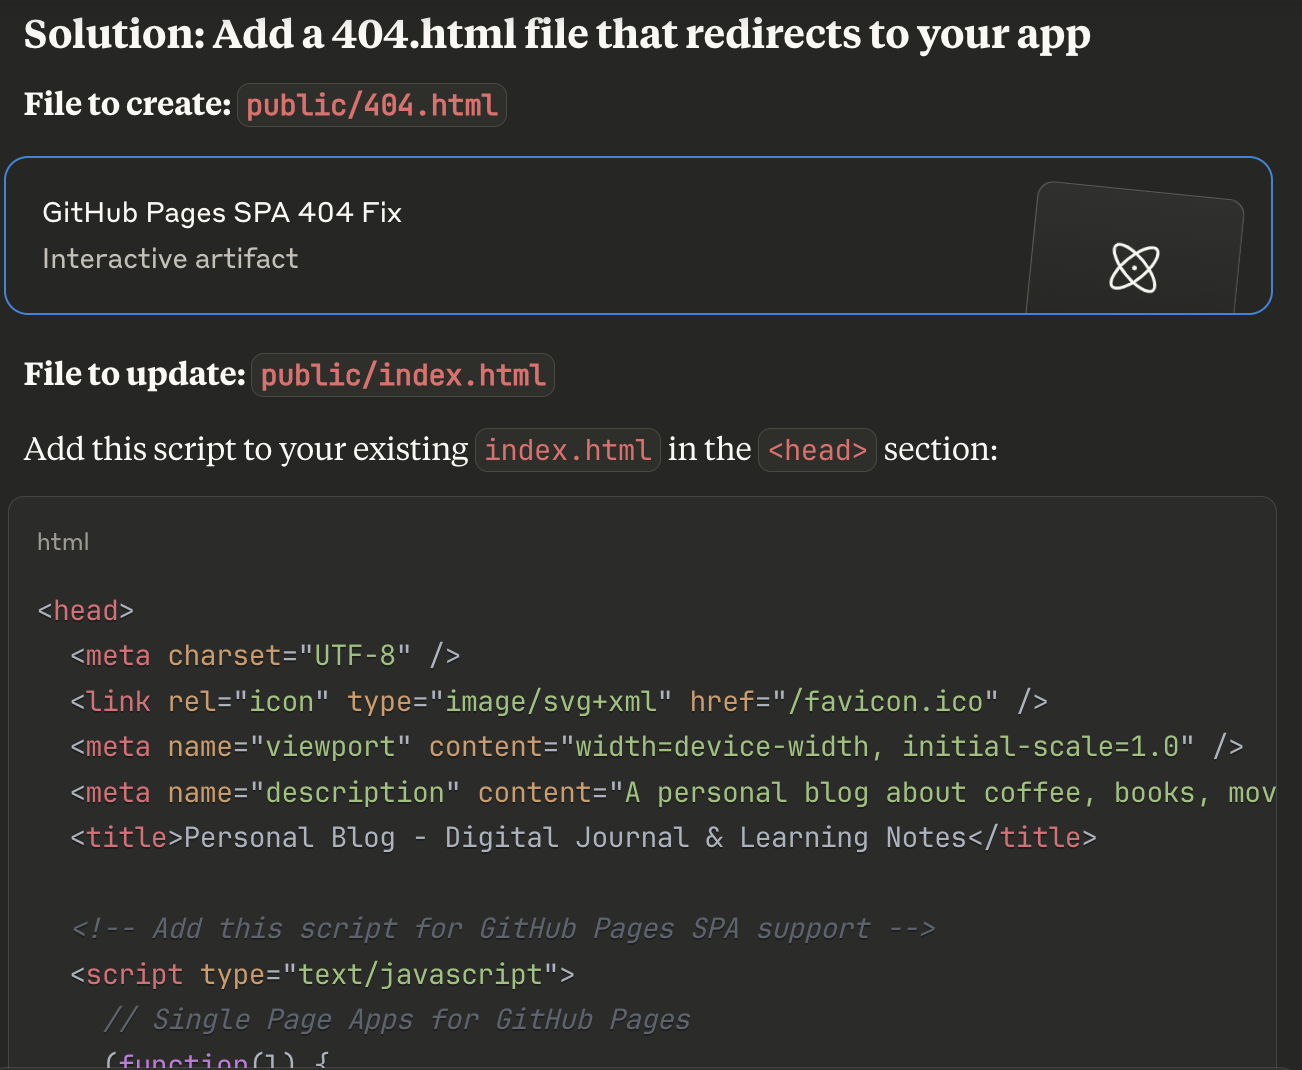 Solution: Add a 404.html file that redirects to your app
File to create: public/404.html
GitHub Pages SPA 404 Fix
Interactive artifact
File to update: public/index.html
Add this script to your existing index.html in the <head> section:
html
<head>
<meta charset="UTF-8" />
<link rel="icon" type="image/svg+xml" href="/favicon.ico" />
<meta name="viewport" content="width=device-width, initial-scale=1.0" />
<meta name="description" content="A personal blog about coffee, books, mov
<title>Personal Blog - Digital Journal & Learning Notes</title>
<!-- Add this script for GitHub Pages SPA support -->
<script type="text/javascript">
// Single Page Apps for GitHub Pages
(function(l) {